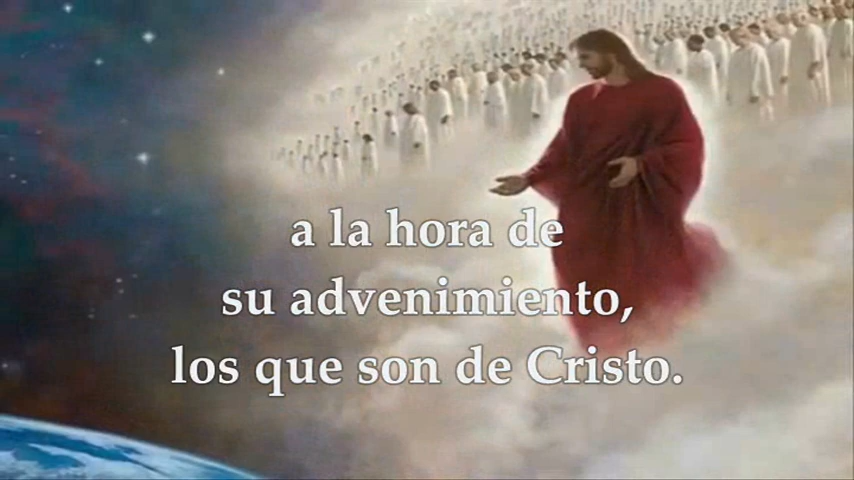 a la hora de
su advenimiento,
los que son de Cristo.